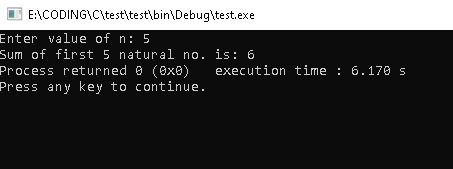 E:\CODING\C\test\test\bin\Debug\test.exe
Enter value of n: 5
Sum of first 5 natural no. is: 6
Process returned 0 (0x0)   execution time : 6.170 s
Press any key to continue.